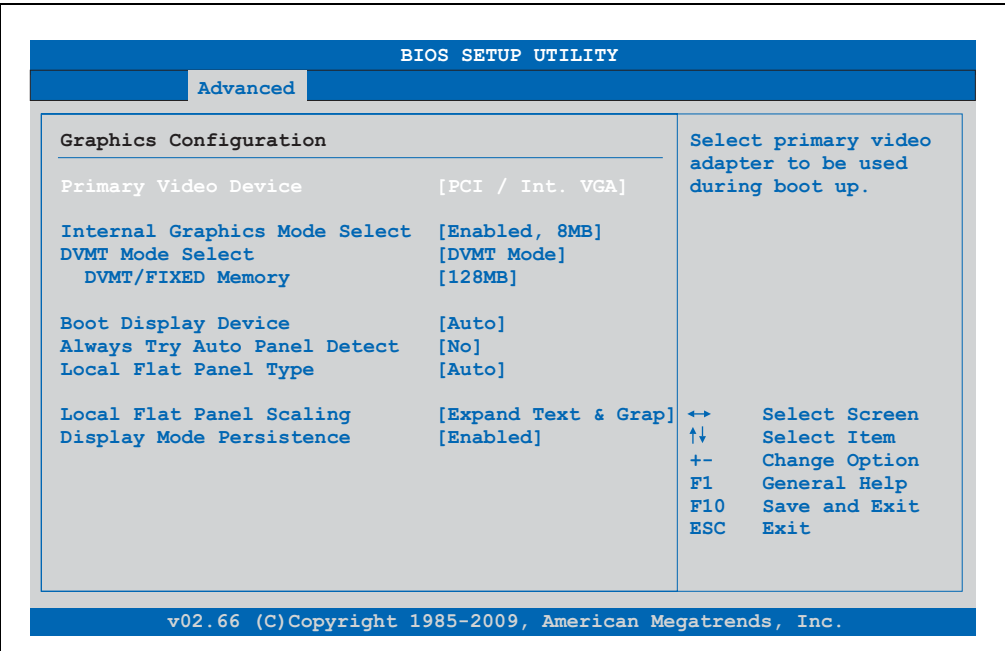 BIOS SETUP UTILITY
Advanced
Graphics Configuration
Primary Video Device [PCI / Int. VGA]
Internal Graphics Mode Select [Enabled, 8MB]
DVMT Mode Select [DVMT Mode]
DVMT/FIXED Memory [128MB]
Boot Display Device [Auto]
Always Try Auto Panel Detect [No]
Local Flat Panel Type [Auto]
Local Flat Panel Scaling [Expand Text & Grap]
Display Mode Persistence [Enabled]
Select primary video
adapter to be used
during boot up.
↔ Select Screen
↑↓ Select Item
+- Change Option
F1 General Help
F10 Save and Exit
ESC Exit
v02.66 (C)Copyright 1985-2009, American Megatrends, Inc.